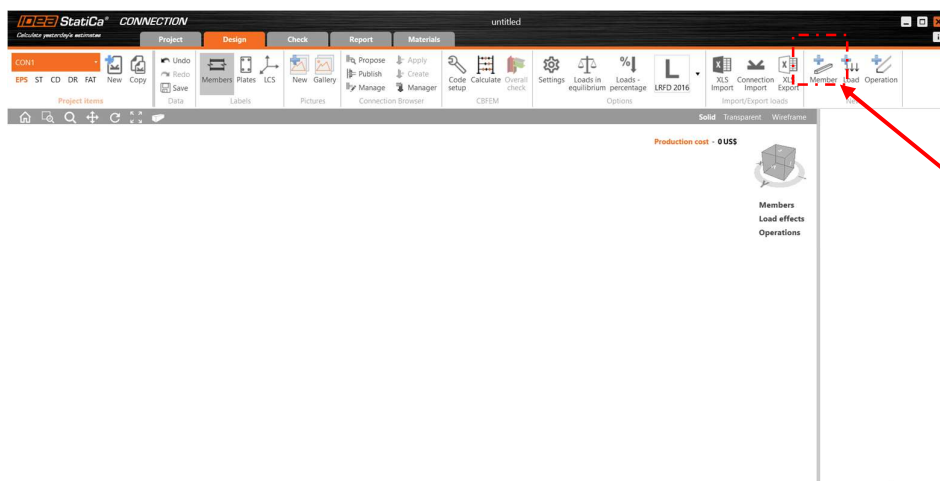 IDEA StatiCa® CONNECTION
untitled
Calculate yesterday's estimates
Project Design Check Report Materials
CON1
EPS ST CD DR FAT
New Copy
Project items
Undo
Redo
Save
Data
Members Plates LCS
Labels
New Gallery
Pictures
Propose Apply
Publish Create
Manage Manager
Connection Browser
Code setup Calculate Overall check
CBFEM
Settings Loads in equilibrium Loads - percentage
LRFD 2016
Options
XLS Import Connection Import XLS Export
Import/Export loads
Member Load Operation
Solid Transparent Wireframe
Production cost - 0 US$
Members
Load effects
Operations